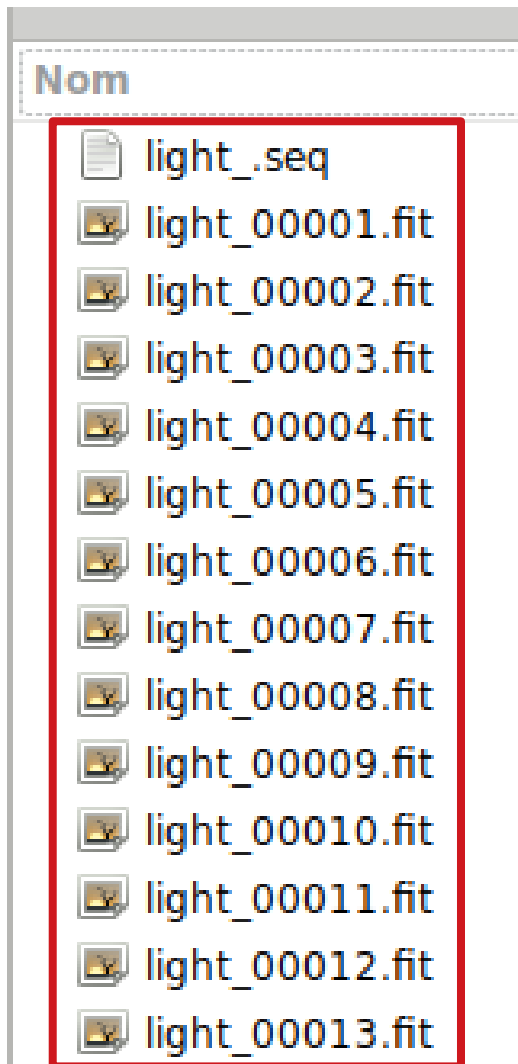 Nom
light_.seq
light_00001.fit
light_00002.fit
light_00003.fit
light_00004.fit
light_00005.fit
light_00006.fit
light_00007.fit
light_00008.fit
light_00009.fit
light_00010.fit
light_00011.fit
light_00012.fit
light_00013.fit